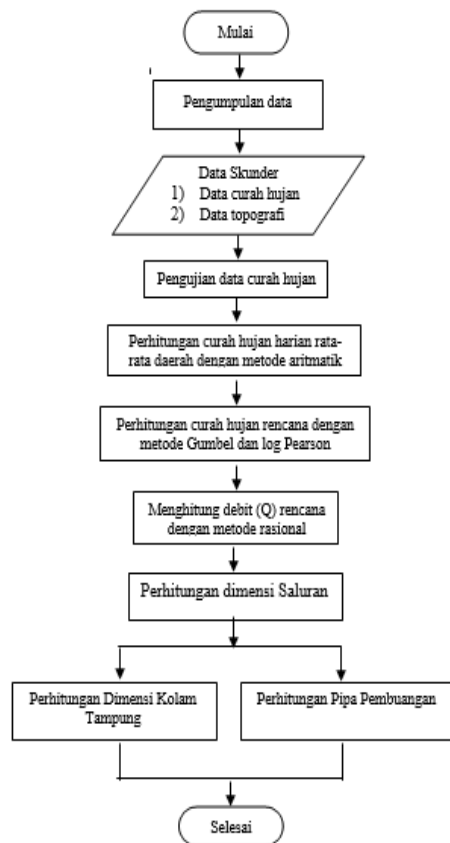 Mulai
Pengumpulan data
Data Skunder
1) Data curah hujan
2) Data topografi
Pengujian data curah hujan
Perhitungan curah hujan harian rata-
rata daerah dengan metode aritmatik
Perhitungan curah hujan rencana dengan
metode Gumbel dan log Pearson
Menghitung debit (Q) rencana
dengan metode rasional
Perhitungan dimensi Saluran
Perhitungan Dimensi Kolam
Tampung
Perhitungan Pipa Pembuangan
Selesai